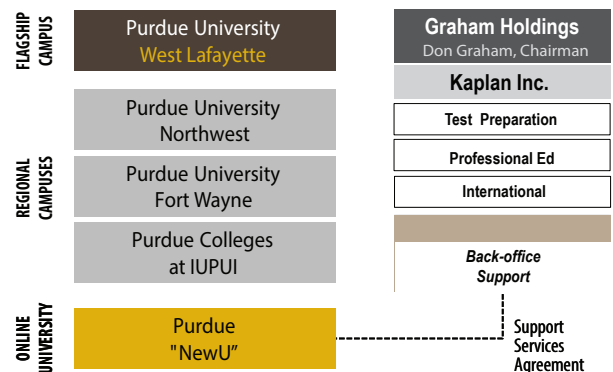 FLAGSHIP
CAMPUS
Purdue University
West Lafayette
REGIONAL
CAMPUSES
Purdue University
Northwest
Purdue University
Fort Wayne
Purdue Colleges
at IUPUI
ONLINE
UNIVERSITY
Purdue
"NewU”
Graham Holdings
Don Graham, Chairman
Kaplan Inc.
Test Preparation
Professional Ed
International
Back-office
Support
Support
Services
Agreement